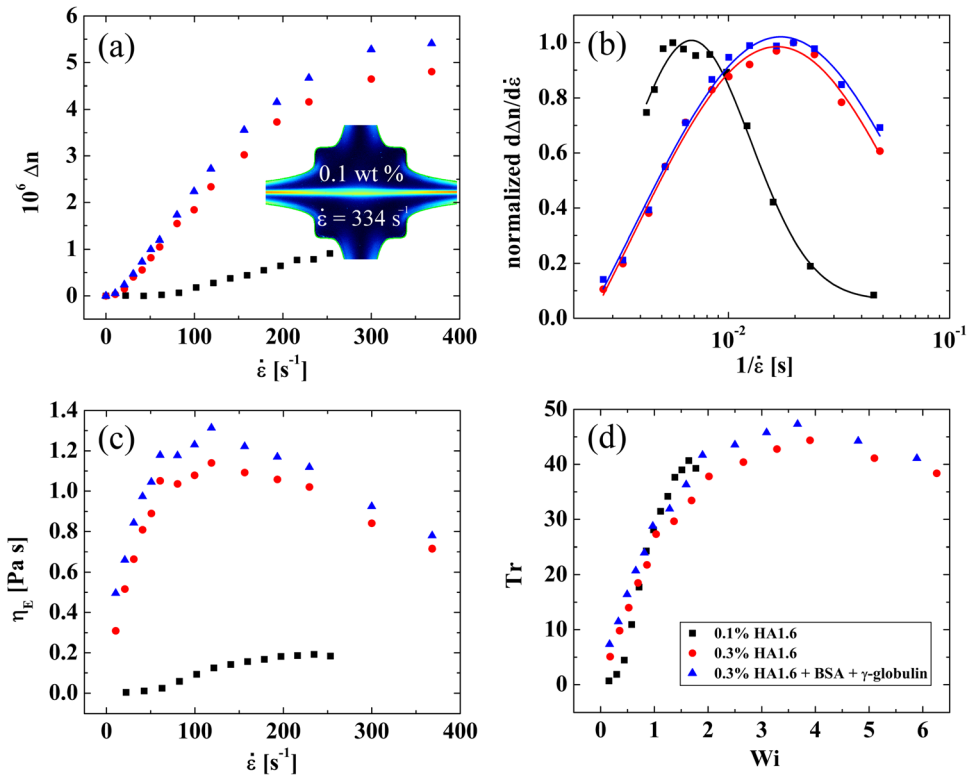 (a)
6
5
4
3
2
1
0
10⁶ Δn
0.1 wt %
ε̇ = 334 s⁻¹
0 100 200 300 400
ε̇ [s⁻¹]
(b)
1.0
0.8
0.6
0.4
0.2
0.0
normalized dΔn/dε̇
10⁻² 10⁻¹
1/ε̇ [s]
(c)
1.4
1.2
1.0
0.8
0.6
0.4
0.2
0.0
η_E [Pa s]
0 100 200 300 400
ε̇ [s⁻¹]
(d)
50
40
30
20
10
0
Tr
0.1% HA1.6
0.3% HA1.6
0.3% HA1.6 + BSA + γ-globulin
0 1 2 3 4 5 6
Wi